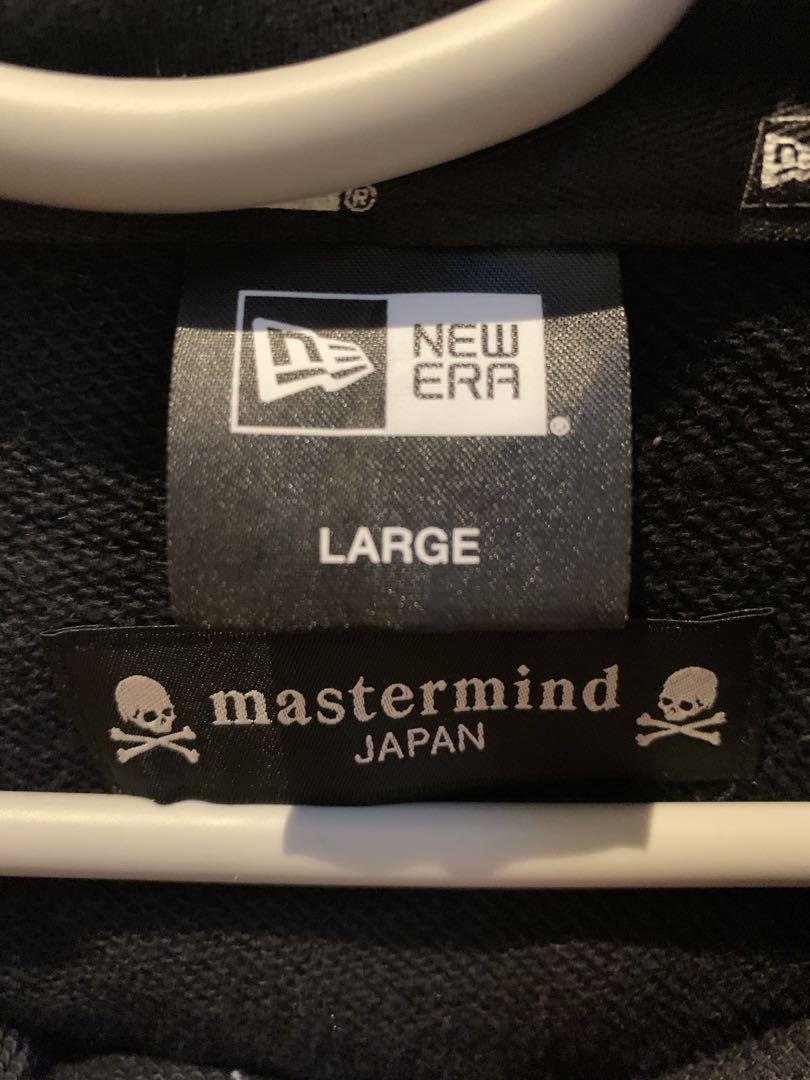 ®
NEW
ERA
®
LARGE
mastermind
JAPAN